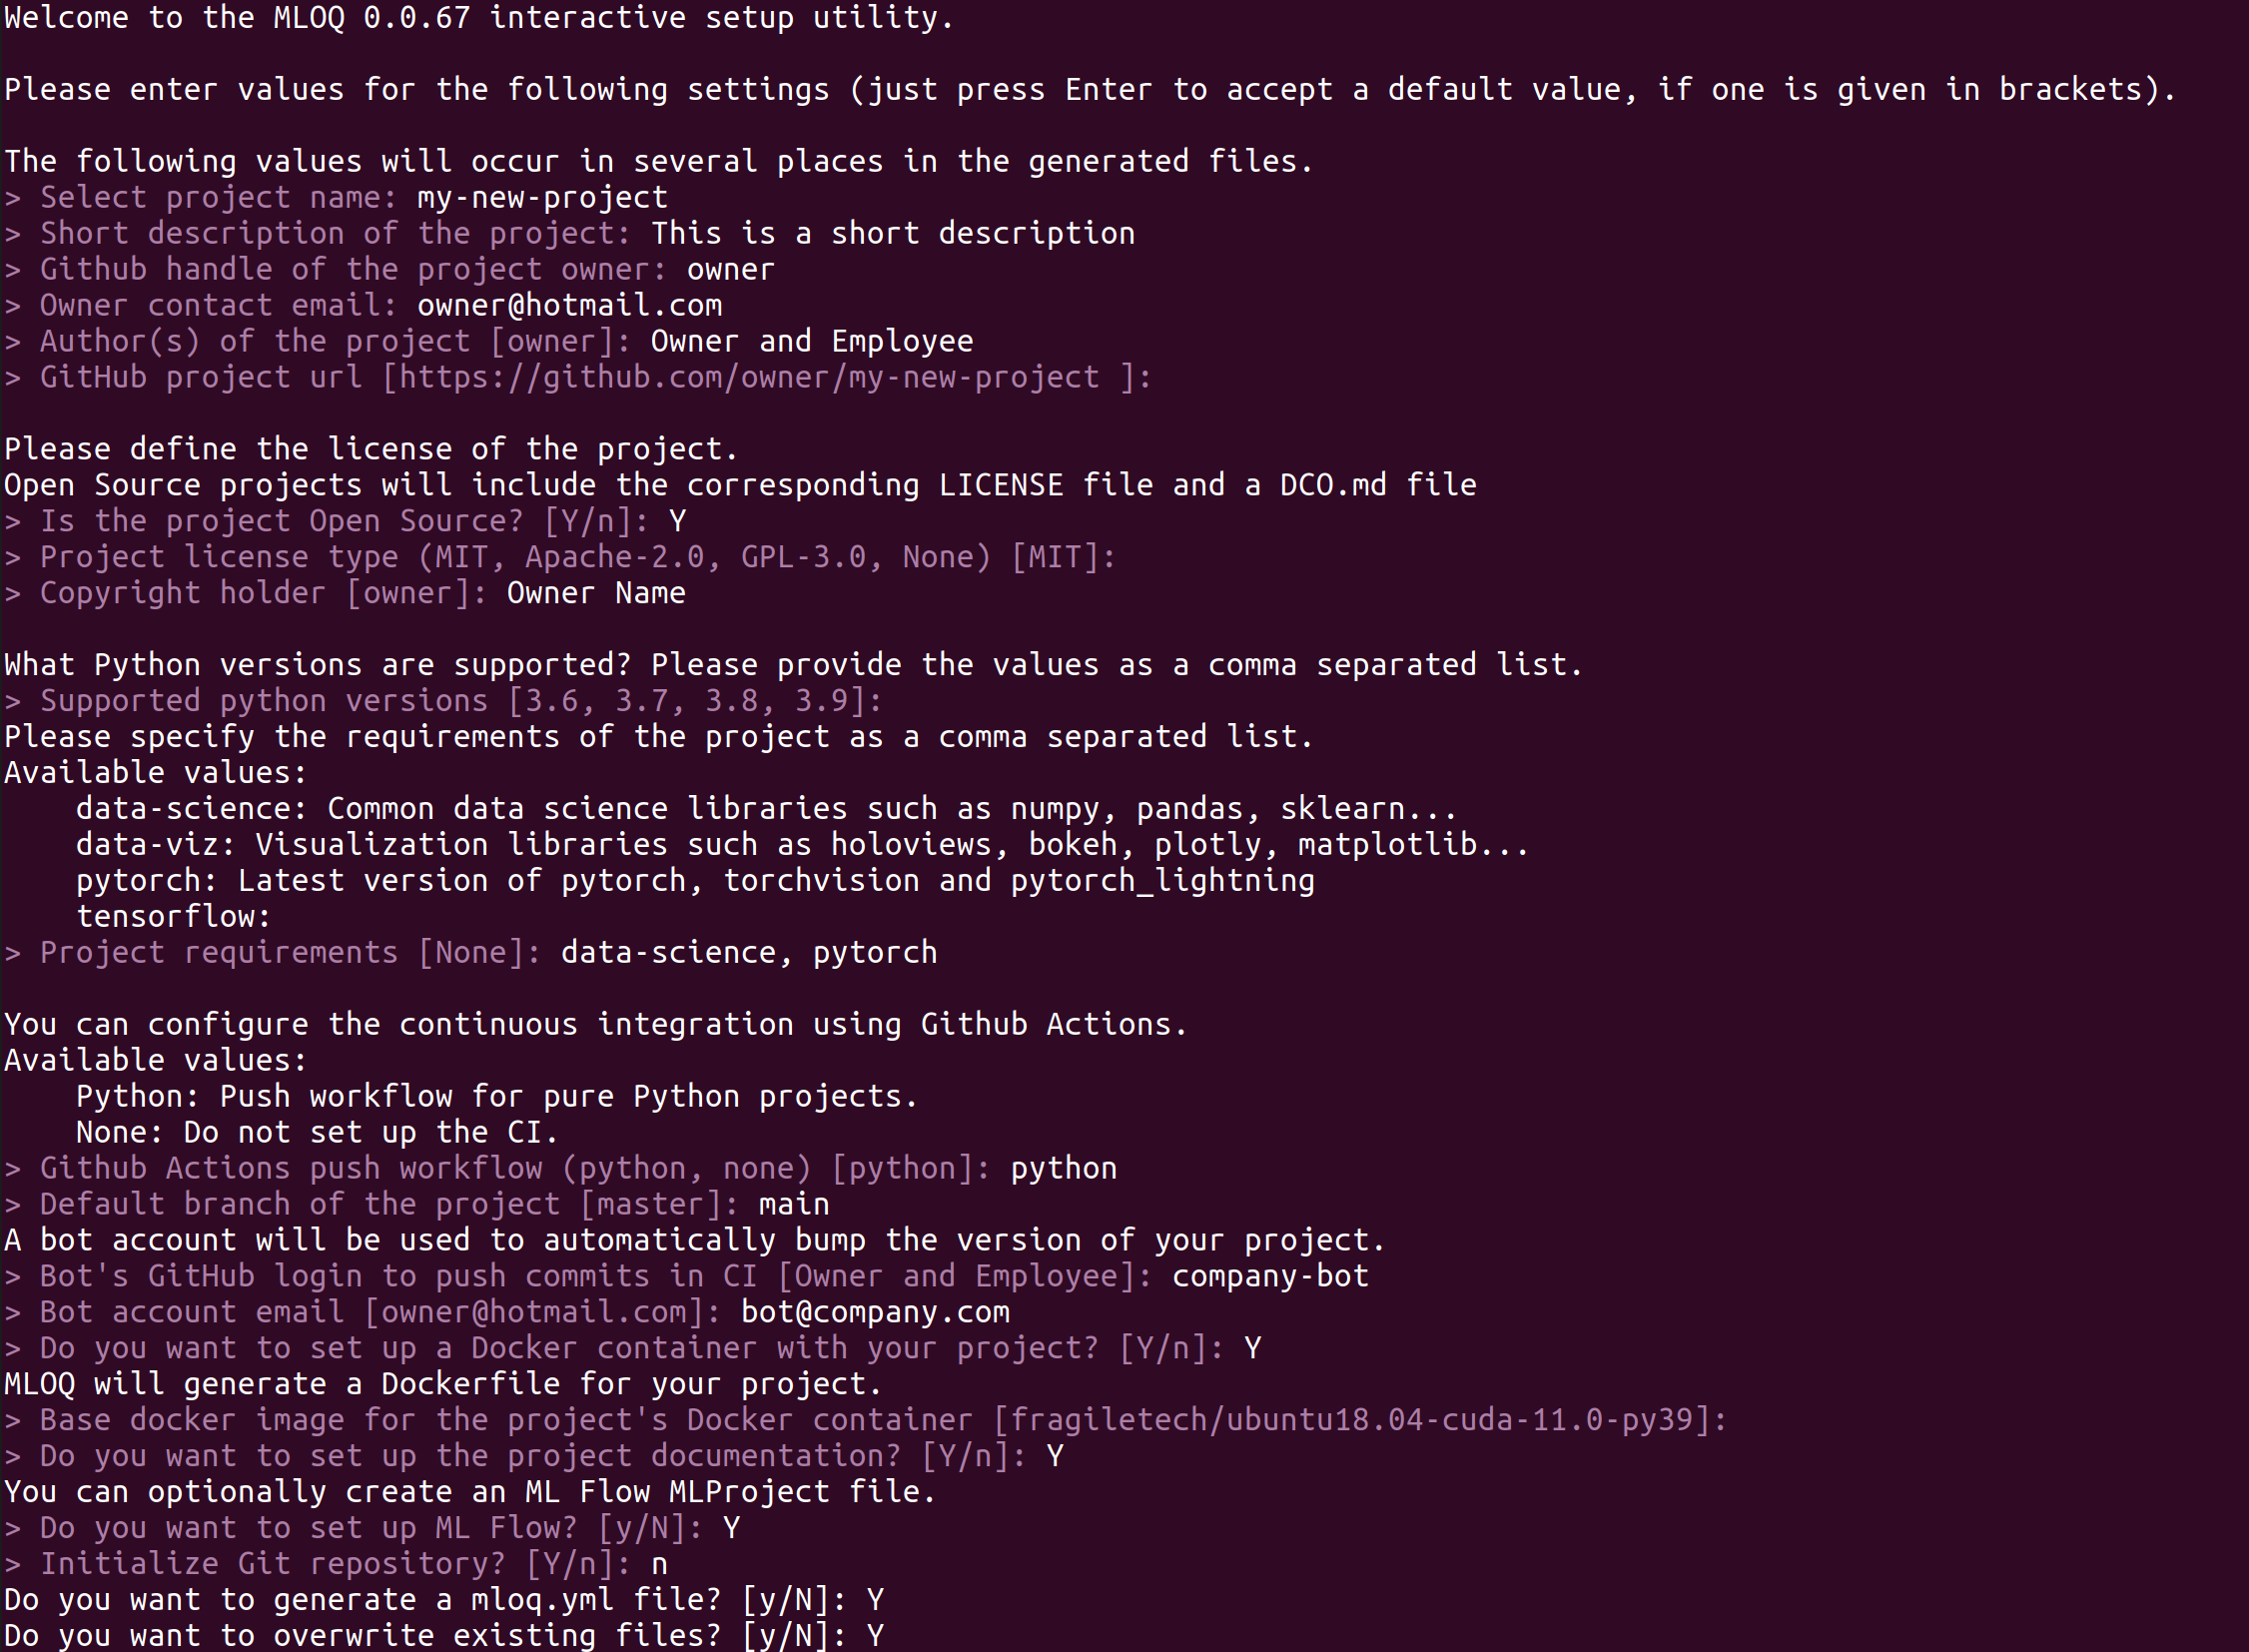 Welcome to the MLOQ 0.0.67 interactive setup utility.
Please enter values for the following settings (just press Enter to accept a default value, if one is given in brackets).
The following values will occur in several places in the generated files.
> Select project name: my-new-project
> Short description of the project: This is a short description
> Github handle of the project owner: owner
> Owner contact email: owner@hotmail.com
> Author(s) of the project [owner]: Owner and Employee
> GitHub project url [https://github.com/owner/my-new-project ]:
Please define the license of the project.
Open Source projects will include the corresponding LICENSE file and a DCO.md file
> Is the project Open Source? [Y/n]: Y
> Project license type (MIT, Apache-2.0, GPL-3.0, None) [MIT]:
> Copyright holder [owner]: Owner Name
What Python versions are supported? Please provide the values as a comma separated list.
> Supported python versions [3.6, 3.7, 3.8, 3.9]:
Please specify the requirements of the project as a comma separated list.
Available values:
    data-science: Common data science libraries such as numpy, pandas, sklearn...
    data-viz: Visualization libraries such as holoviews, bokeh, plotly, matplotlib...
    pytorch: Latest version of pytorch, torchvision and pytorch_lightning
    tensorflow:
> Project requirements [None]: data-science, pytorch
You can configure the continuous integration using Github Actions.
Available values:
    Python: Push workflow for pure Python projects.
    None: Do not set up the CI.
> Github Actions push workflow (python, none) [python]: python
> Default branch of the project [master]: main
A bot account will be used to automatically bump the version of your project.
> Bot's GitHub login to push commits in CI [Owner and Employee]: company-bot
> Bot account email [owner@hotmail.com]: bot@company.com
> Do you want to set up a Docker container with your project? [Y/n]: Y
MLOQ will generate a Dockerfile for your project.
> Base docker image for the project's Docker container [fragiletech/ubuntu18.04-cuda-11.0-py39]:
> Do you want to set up the project documentation? [Y/n]: Y
You can optionally create an ML Flow MLProject file.
> Do you want to set up ML Flow? [y/N]: Y
> Initialize Git repository? [Y/n]: n
Do you want to generate a mloq.yml file? [y/N]: Y
Do you want to overwrite existing files? [y/N]: Y